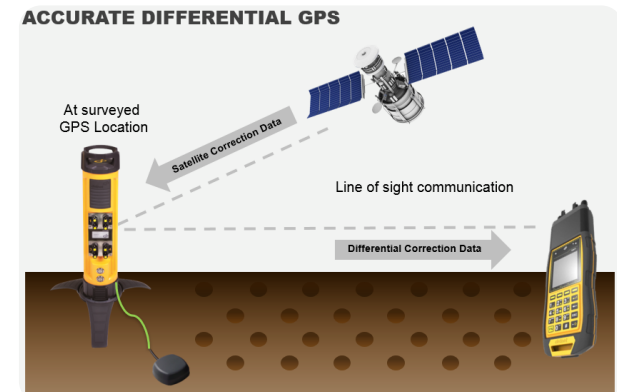 ACCURATE DIFFERENTIAL GPS
At surveyed
GPS Location
Satellite Correction Data
Line of sight communication
Differential Correction Data